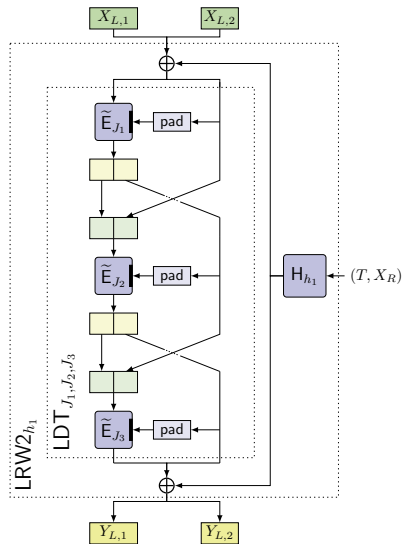 X_{L,1} X_{L,2}
⊕
Ẽ_{J_1} pad
Ẽ_{J_2} pad
H_{h_1} (T, X_R)
Ẽ_{J_3} pad
LDT_{J_1,J_2,J_3}
LRW2_{h_1}
⊕
Y_{L,1} Y_{L,2}